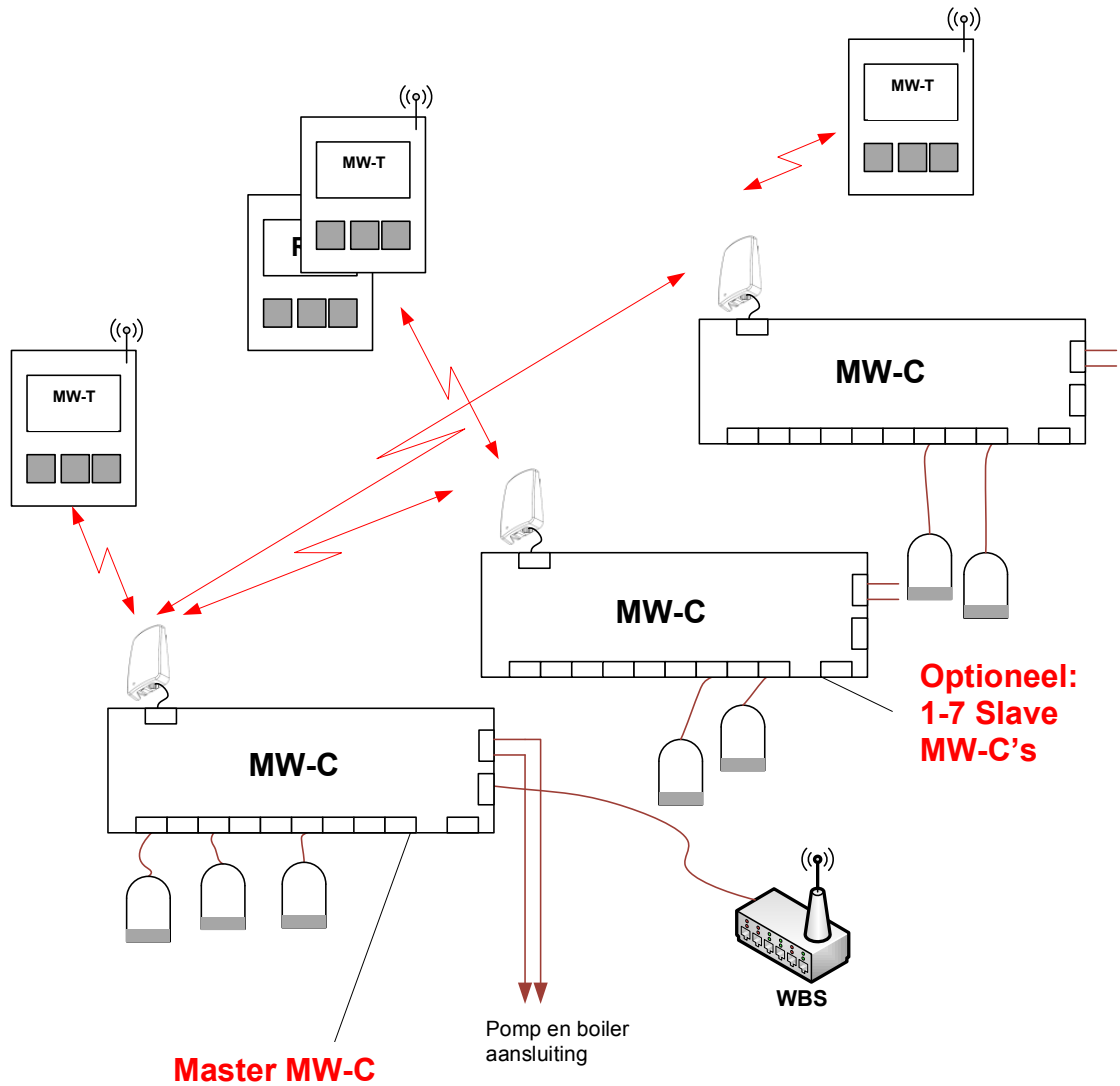 MW-T
MW-T
MW-T
MW-C
MW-C
Optioneel:
1-7 Slave
MW-C's
MW-C
WBS
Pomp en boiler
aansluiting
Master MW-C